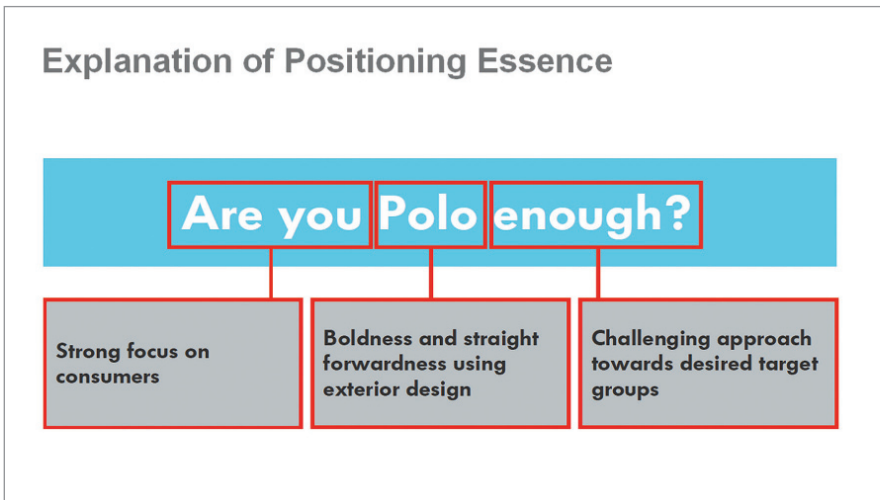 Explanation of Positioning Essence
Are you Polo enough?
Strong focus on
consumers
Boldness and straight
forwardness using
exterior design
Challenging approach
towards desired target
groups